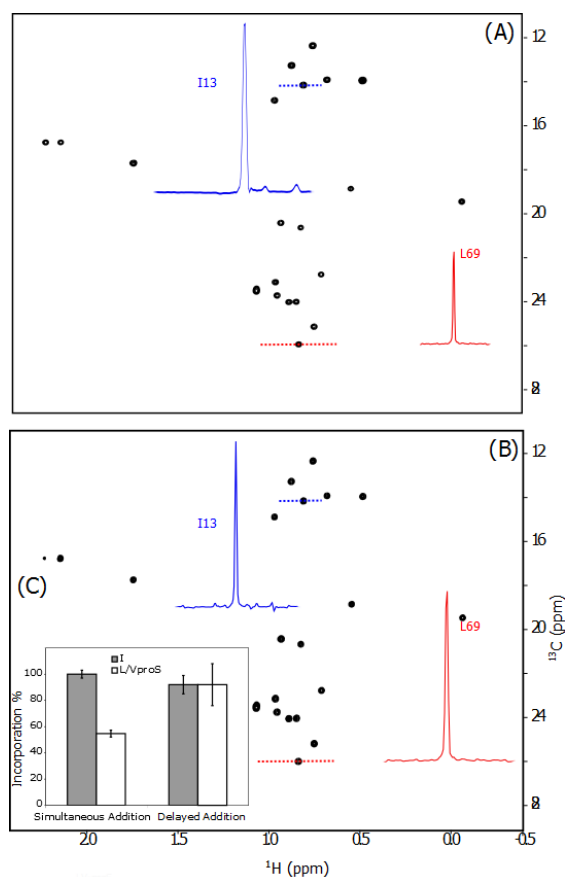 (A)
12
I13
16
20
L69
24
28
(B)
12
I13
16
(C)
20
L69
I
L/VproS
100
80
60
40
20
0
Incorporation %
Simultaneous Addition Delayed Addition
13C (ppm)
24
28
2.0 1.5 1.0 0.5 0.0 -0.5
1H (ppm)